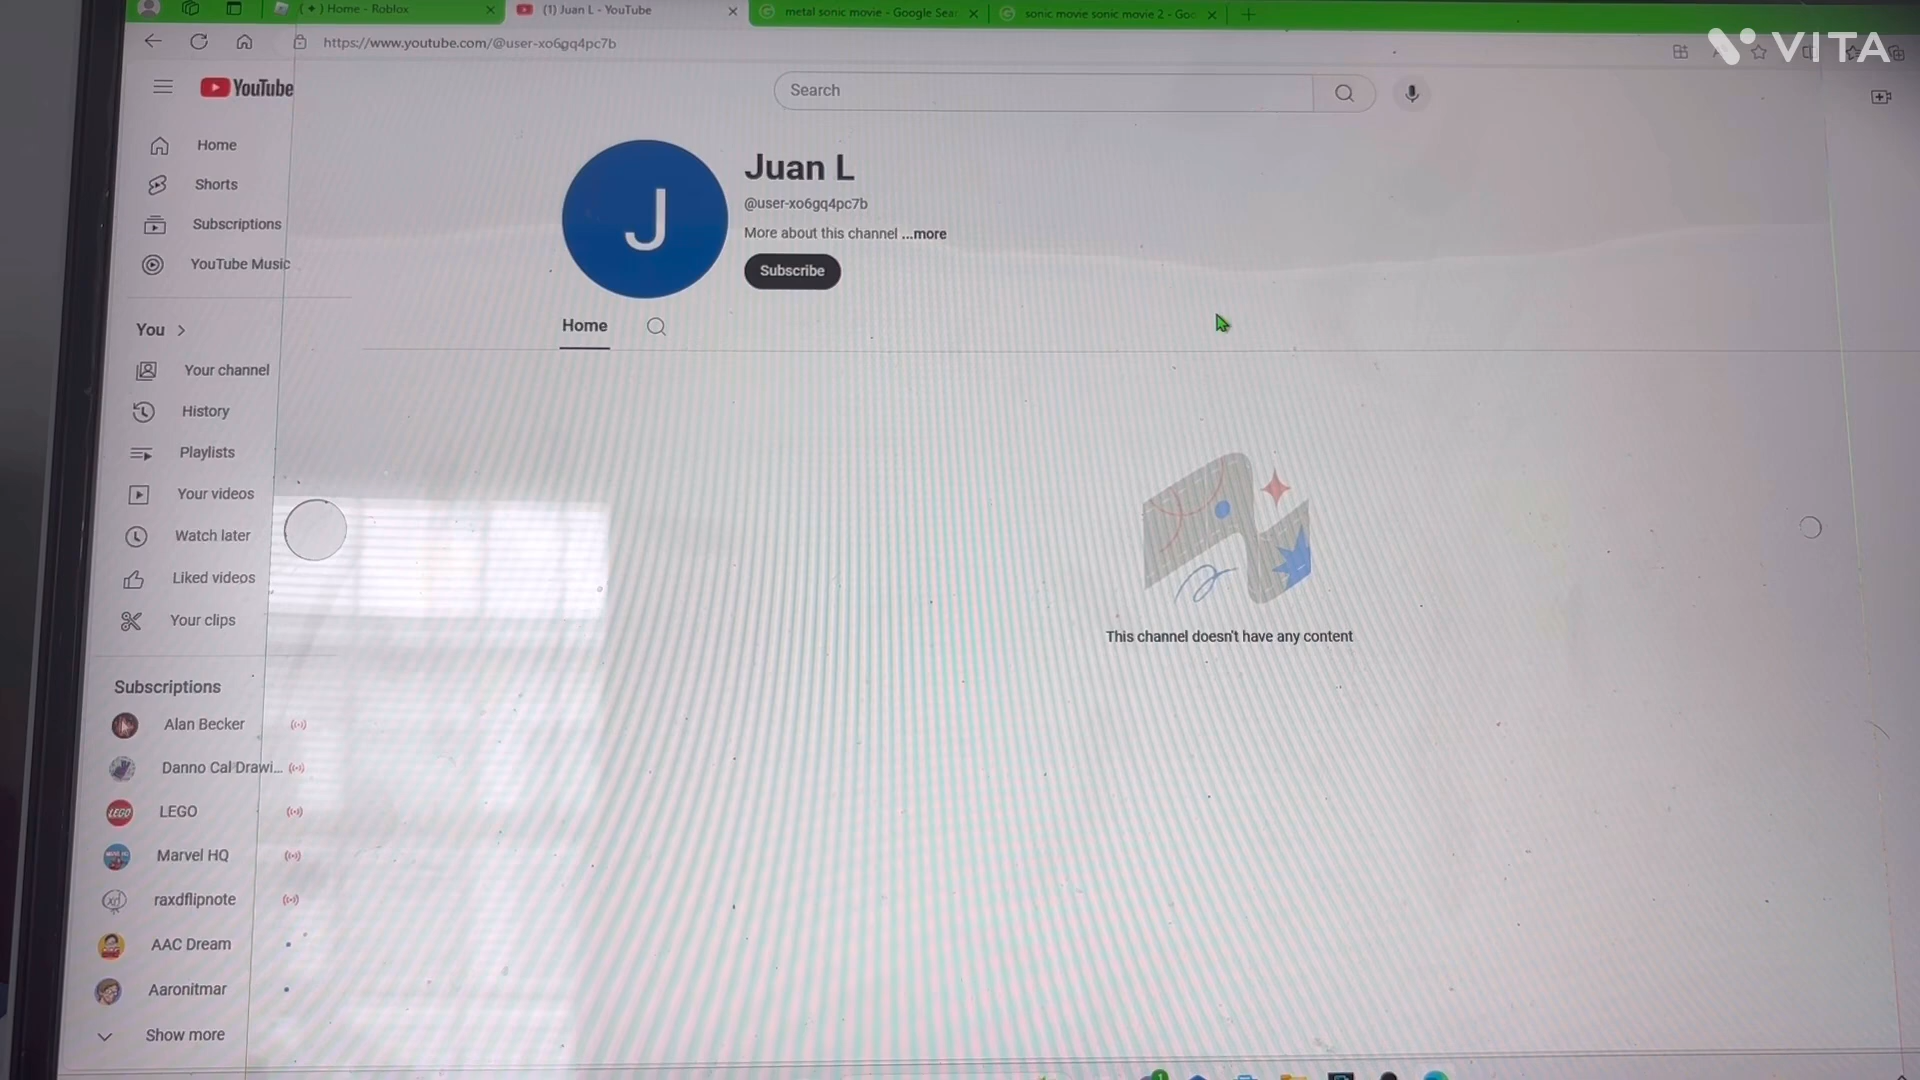 ( + ) Home - Roblox
(1) Juan L - YouTube
metal sonic movie - Google Sea
sonic movie sonic movie 2 - Goo
https://www.youtube.com/@user-xo6gq4pc7b
VITA
YouTube
Search
Home
Shorts
Subscriptions
YouTube Music
You
Your channel
History
Playlists
Your videos
Watch later
Liked videos
Your clips
Subscriptions
Alan Becker
Danno Cal Drawi...
LEGO
LEGO
Marvel HQ
raxdflipnote
AAC Dream
Aaronitmar
Show more
J
Juan L
@user-xo6gq4pc7b
More about this channel ...more
Subscribe
Home
This channel doesn't have any content
1